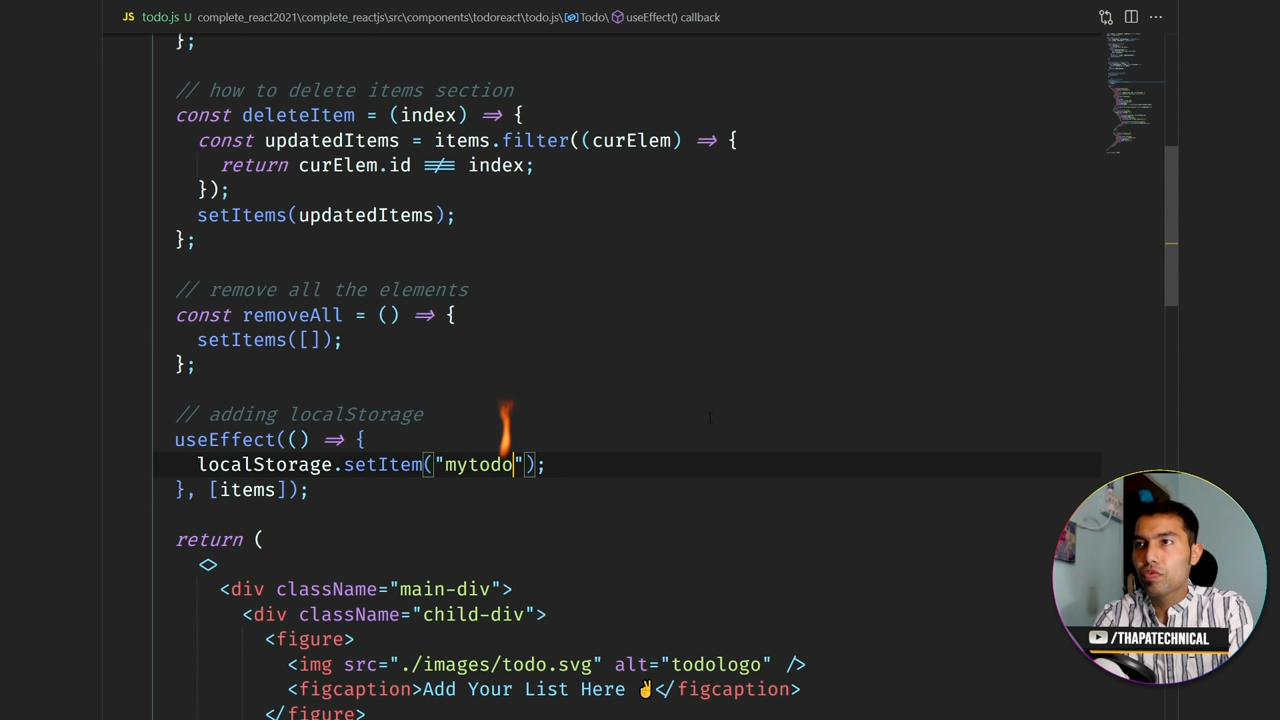 JS todo.js U complete_react2021\complete_reactjs\src\components\todoreact\todo.js\Todo\useEffect() callback
};
// how to delete items section
const deleteItem = (index) => {
const updatedItems = items.filter((curElem) => {
return curElem.id !== index;
});
setItems(updatedItems);
};
// remove all the elements
const removeAll = () => {
setItems([]);
};
// adding localStorage
useEffect(() => {
localStorage.setItem("mytodo");
}, [items]);
return (
<>
<div className="main-div">
<div className="child-div">
<figure>
<img src="./images/todo.svg" alt="todologo" />
<figcaption>Add Your List Here ✌</figcaption>
</figure>
/THAPATECHNICAL